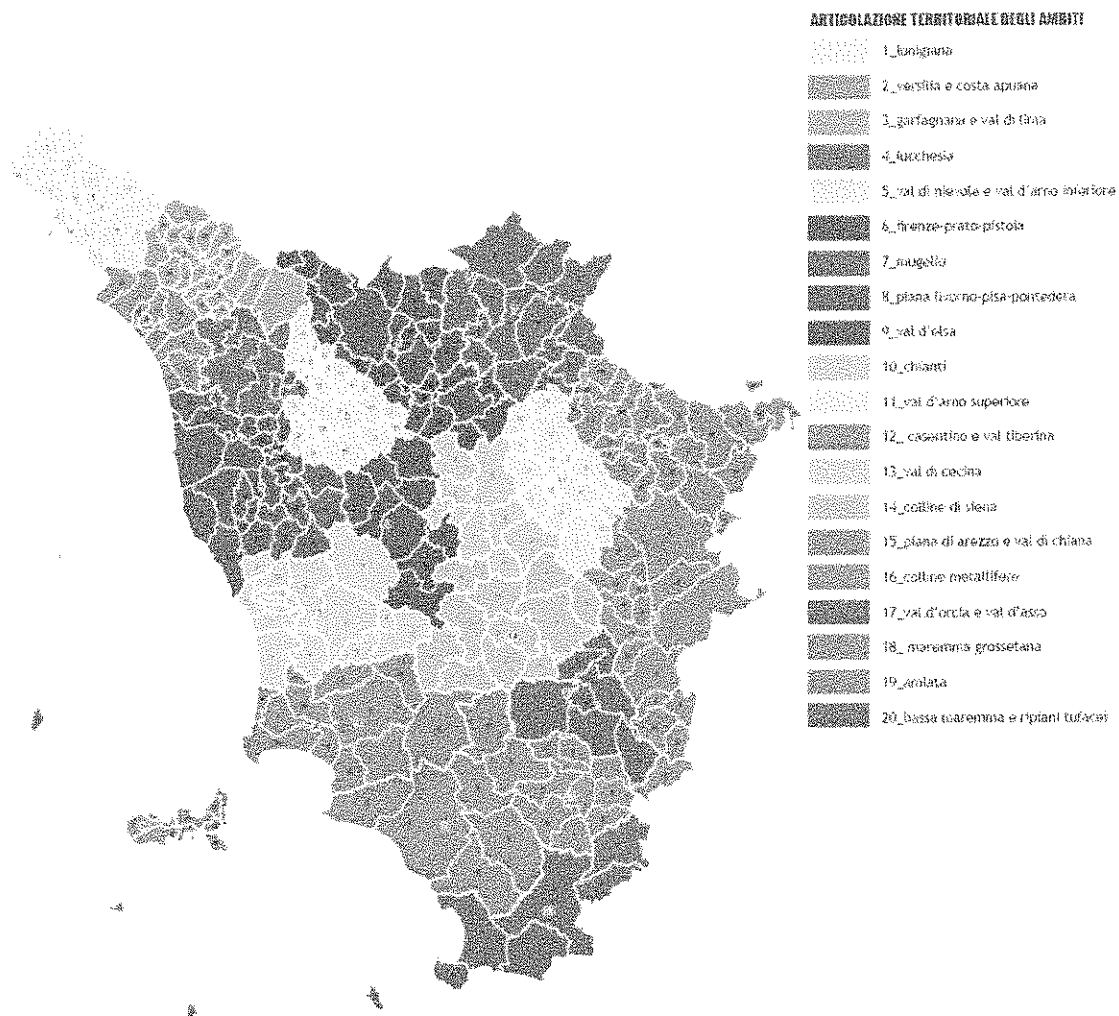 ARTICOLAZIONE TERRITORIALE DEGLI AMBITI
1_lunigiana
2_versilia e costa apuana
3_garfagnana e val di lima
4_lucchesia
5_val di nievole e val d'arno inferiore
6_firenze-prato-pistoia
7_mugello
8_piana livorno-pisa-pontedera
9_val d'elsa
10_chianti
11_val d'arno superiore
12_ casentino e val tiberina
13_val di cecina
14_colline di siena
15_piana di arezzo e val di chiana
16_colline metallifere
17_val d'orcia e val d'asso
18_ maremma grossetana
19_amiata
20_bassa maremma e ripiani tufacei